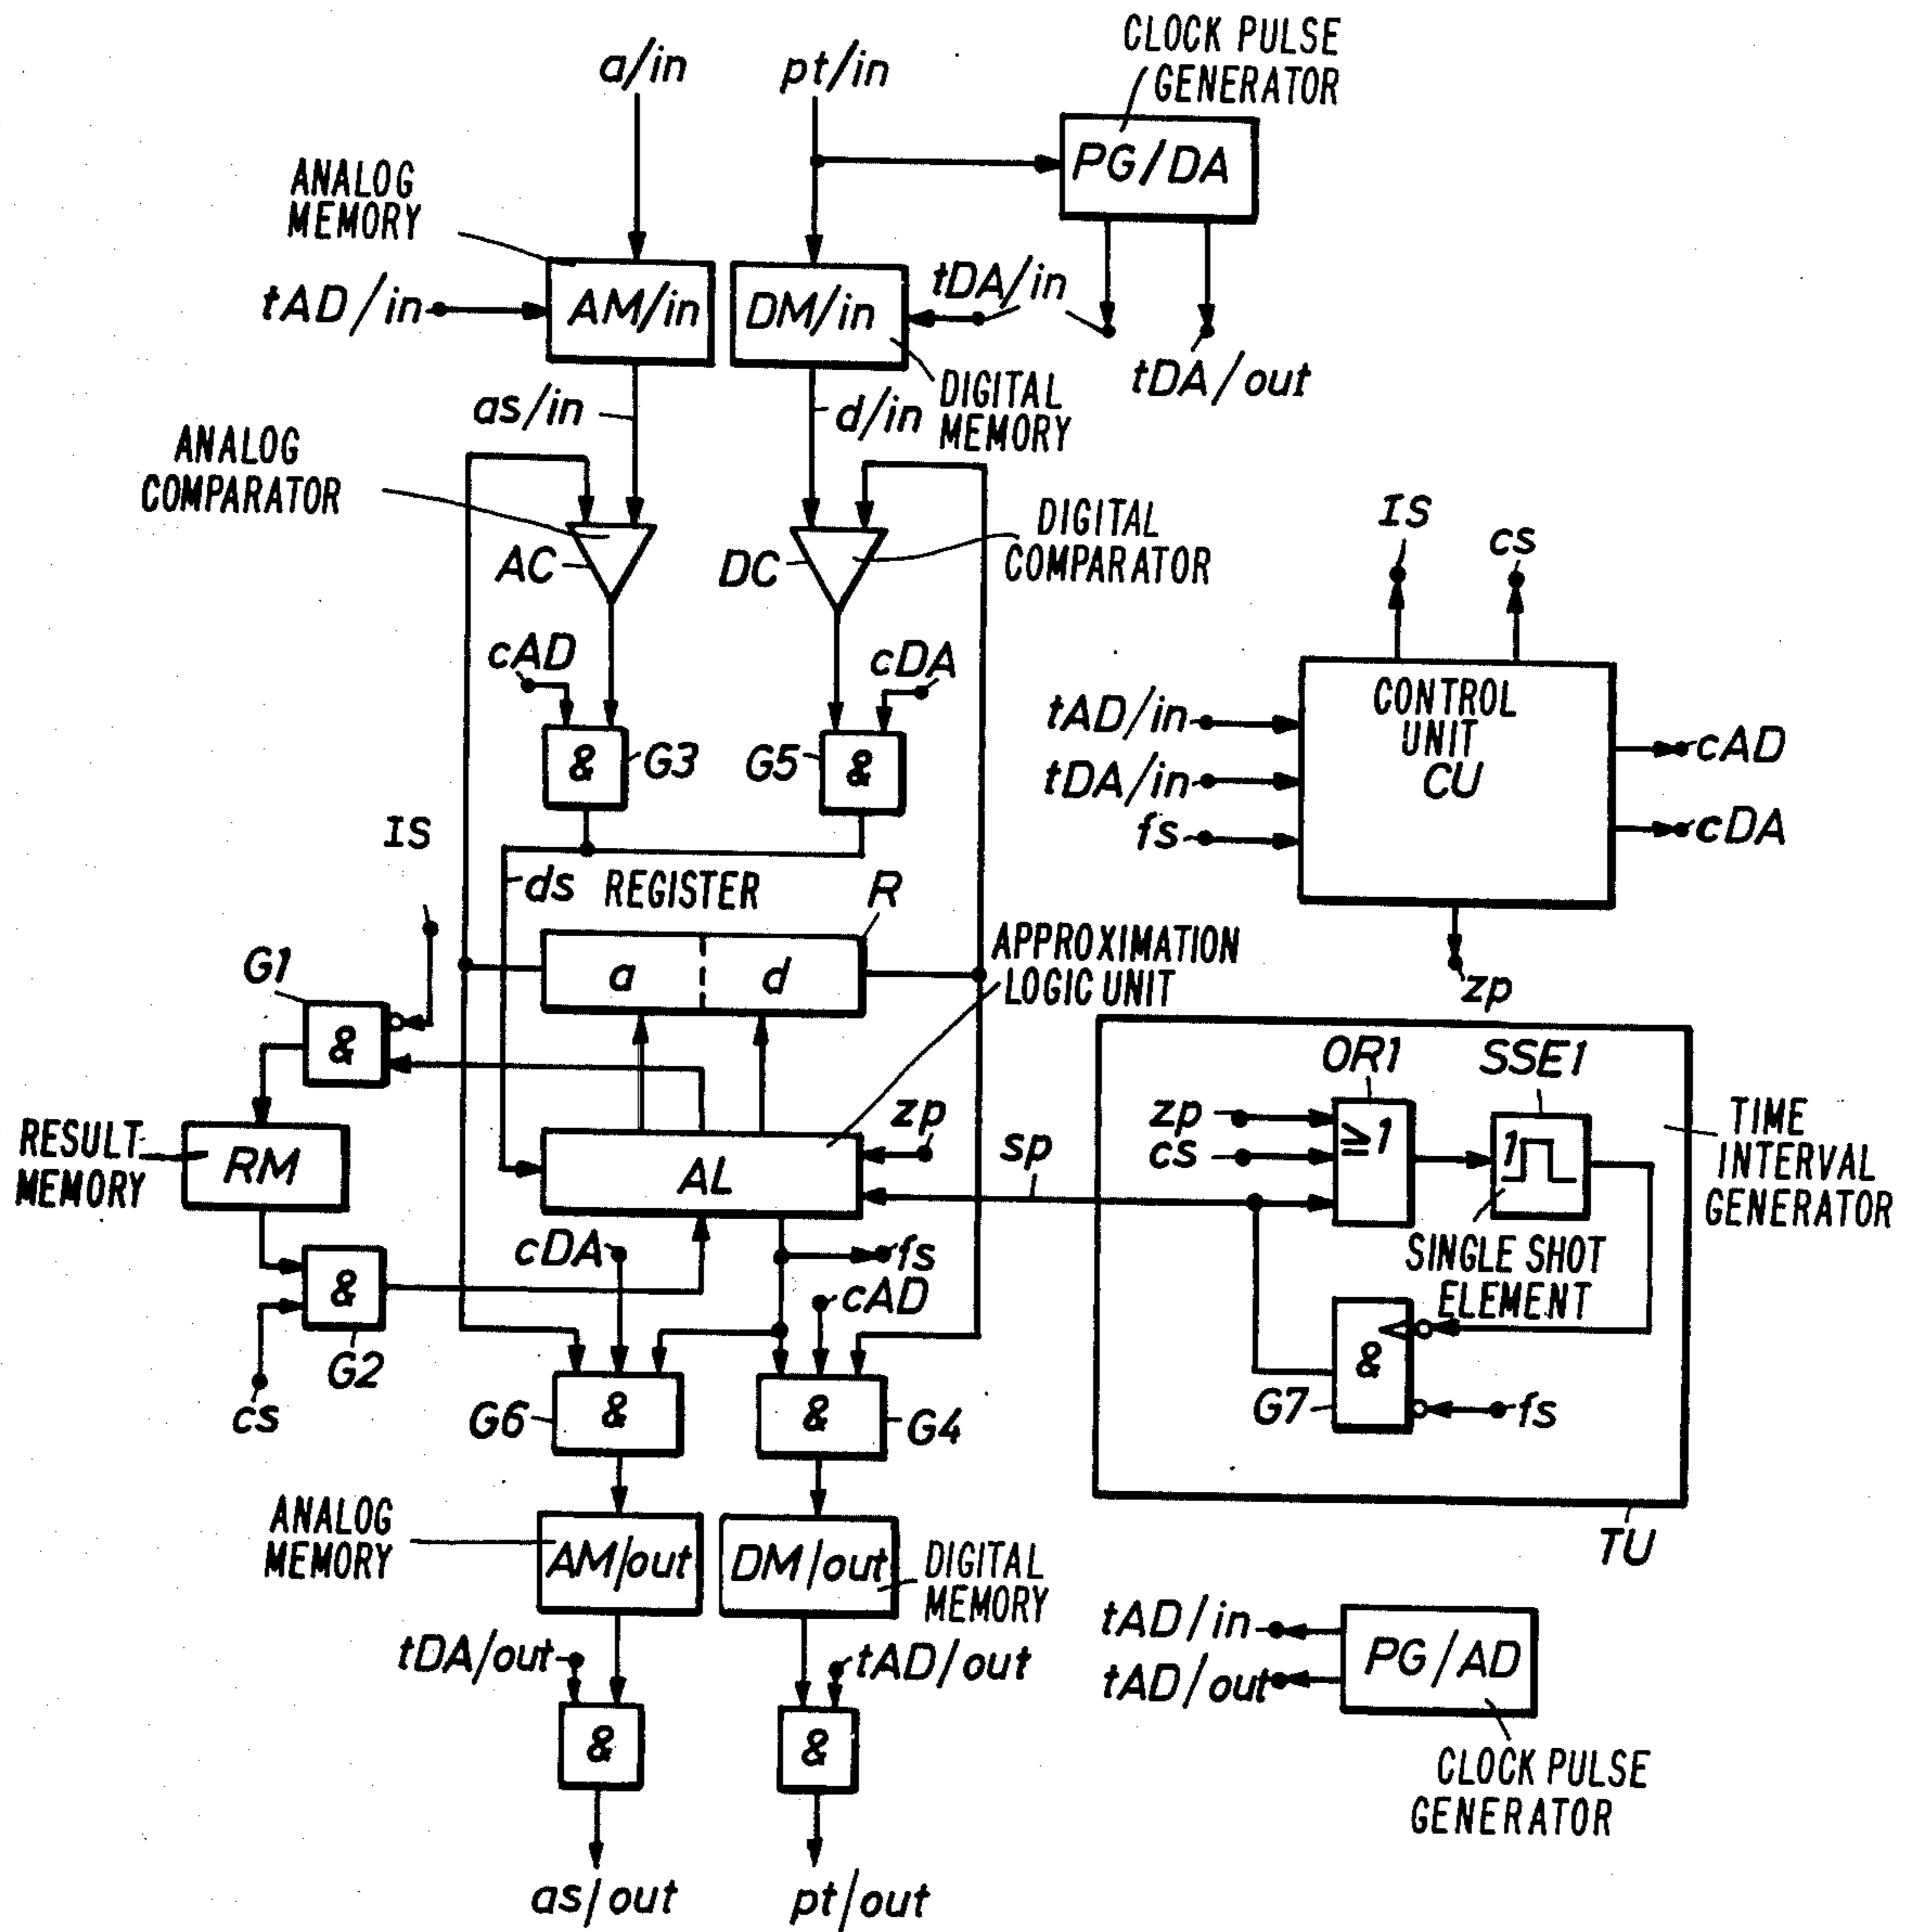 CLOCK PULSE
GENERATOR
a/in
pt/in
PG/DA
ANALOG
MEMORY
tAD/in
AM/in
DM/in
tDA/in
tDA/out
as/in
d/in
DIGITAL
MEMORY
ANALOG
COMPARATOR
AC
DC
DIGITAL
COMPARATOR
IS
cs
cAD
cDA
&
G3
G5
&
tAD/in
tDA/in
fs
CONTROL
UNIT
CU
cAD
cDA
zp
IS
ds
REGISTER
R
a
d
APPROXIMATION
LOGIC UNIT
G1
&
RESULT
MEMORY
RM
AL
zp
sp
cDA
fs
cAD
&
G2
cs
G6
&
&
G4
OR1
SSE1
zp
cs
≥1
1
TIME
INTERVAL
GENERATOR
SINGLE SHOT
ELEMENT
&
G7
fs
TU
ANALOG
MEMORY
AM/out
DM/out
DIGITAL
MEMORY
tDA/out
tAD/out
&
&
as/out
pt/out
tAD/in
tAD/out
PG/AD
CLOCK PULSE
GENERATOR